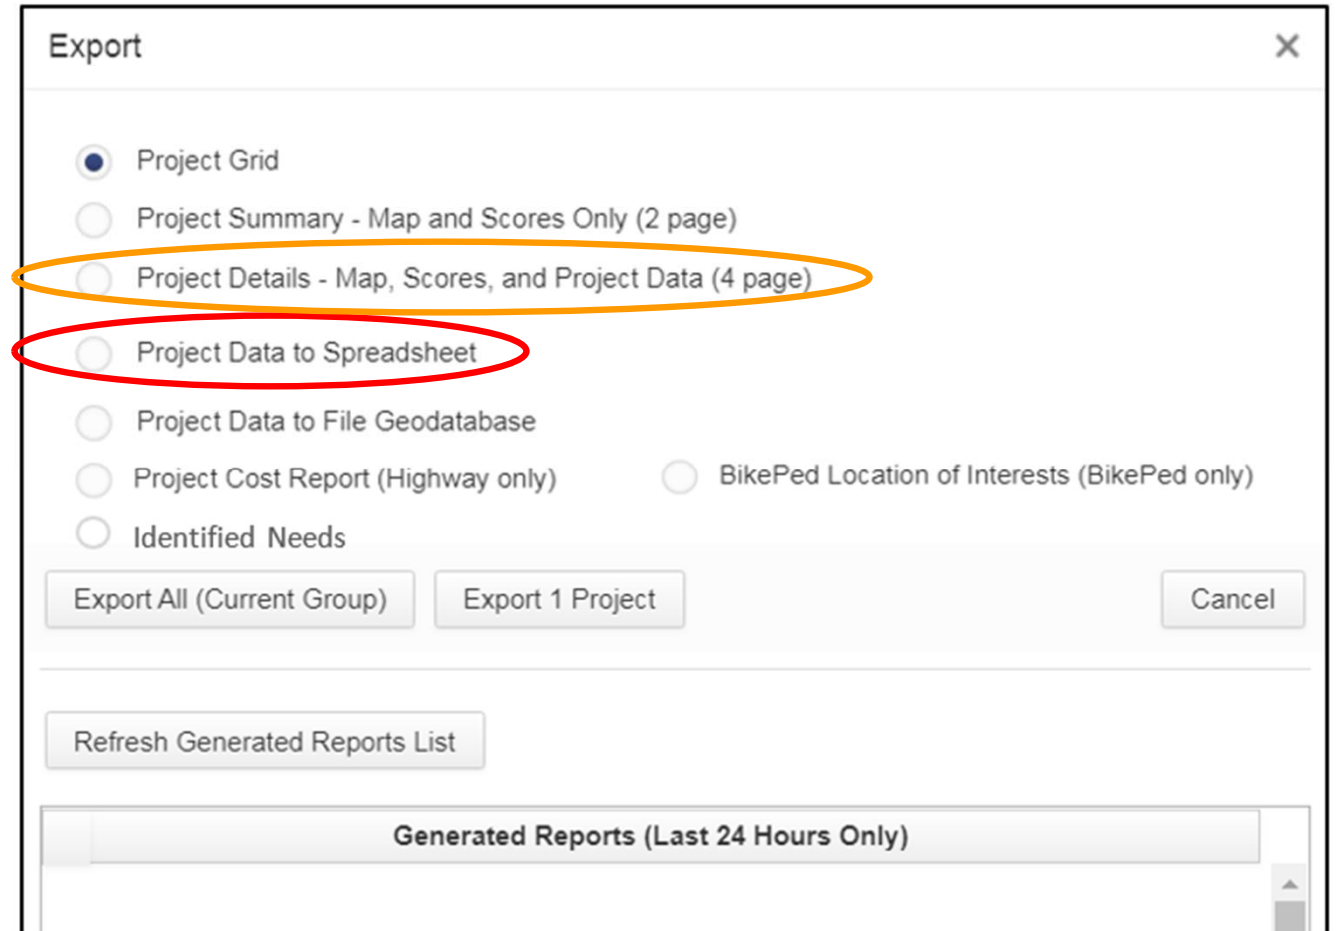 Export
Project Grid
Project Summary - Map and Scores Only (2 page)
Project Details - Map, Scores, and Project Data (4 page)
Project Data to Spreadsheet
Project Data to File Geodatabase
Project Cost Report (Highway only)
BikePed Location of Interests (BikePed only)
Identified Needs
Export All (Current Group)
Export 1 Project
Cancel
Refresh Generated Reports List
Generated Reports (Last 24 Hours Only)